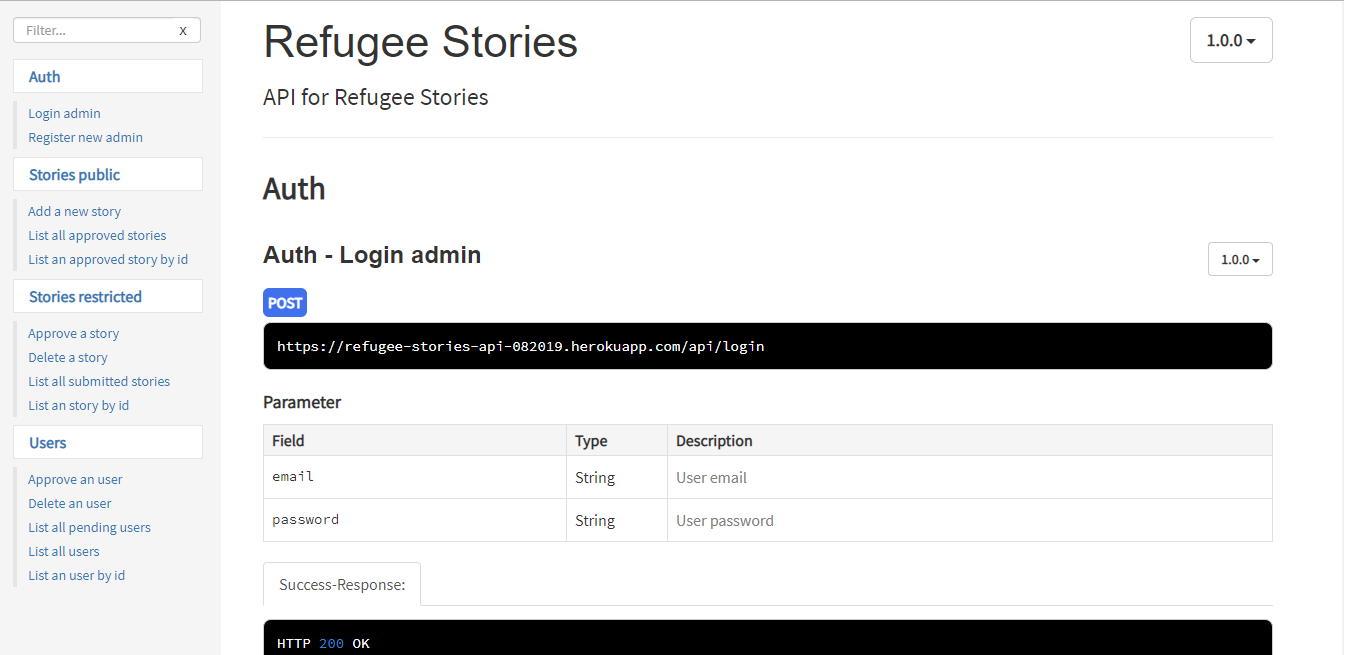 Filter... X
Auth
Login admin
Register new admin
Stories public
Add a new story
List all approved stories
List an approved story by id
Stories restricted
Approve a story
Delete a story
List all submitted stories
List an story by id
Users
Approve an user
Delete an user
List all pending users
List all users
List an user by id
Refugee Stories
1.0.0
API for Refugee Stories
Auth
Auth - Login admin
1.0.0
POST
https://refugee-stories-api-082019.herokuapp.com/api/login
Parameter
Field Type Description
email String User email
password String User password
Success-Response:
HTTP 200 OK